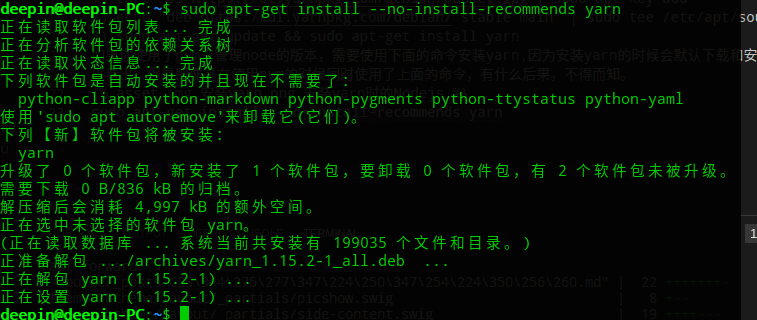 deepin@deepin-PC:~$ sudo apt-get install --no-install-recommends yarn
正在读取软件包列表... 完成
正在分析软件包的依赖关系树
正在读取状态信息... 完成
下列软件包是自动安装的并且现在不需要了：
python-cliapp python-markdown python-pygments python-ttystatus python-yaml
使用'sudo apt autoremove'来卸载它(它们)。
下列【新】软件包将被安装：
yarn
升级了 0 个软件包，新安装了 1 个软件包，要卸载 0 个软件包，有 2 个软件包未被升级。
需要下载 0 B/836 kB 的归档。
解压缩后会消耗 4,997 kB 的额外空间。
正在选中未选择的软件包 yarn。
(正在读取数据库 ... 系统当前共安装有 199035 个文件和目录。)
正准备解包 .../archives/yarn_1.15.2-1_all.deb  ...
正在解包 yarn (1.15.2-1) ...
正在设置 yarn (1.15.2-1) ...
deepin@deepin-PC:~$